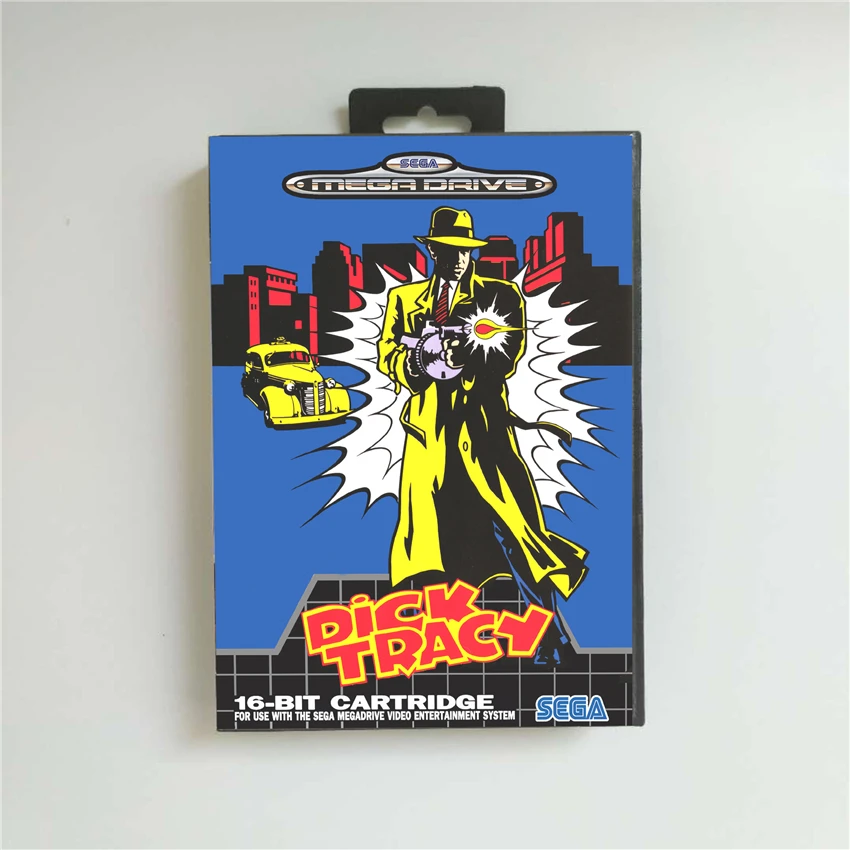 SEGA
MEGA DRIVE
DICK
TRACY
16-BIT CARTRIDGE
FOR USE WITH THE SEGA MEGADRIVE VIDEO ENTERTAINMENT SYSTEM
SEGA